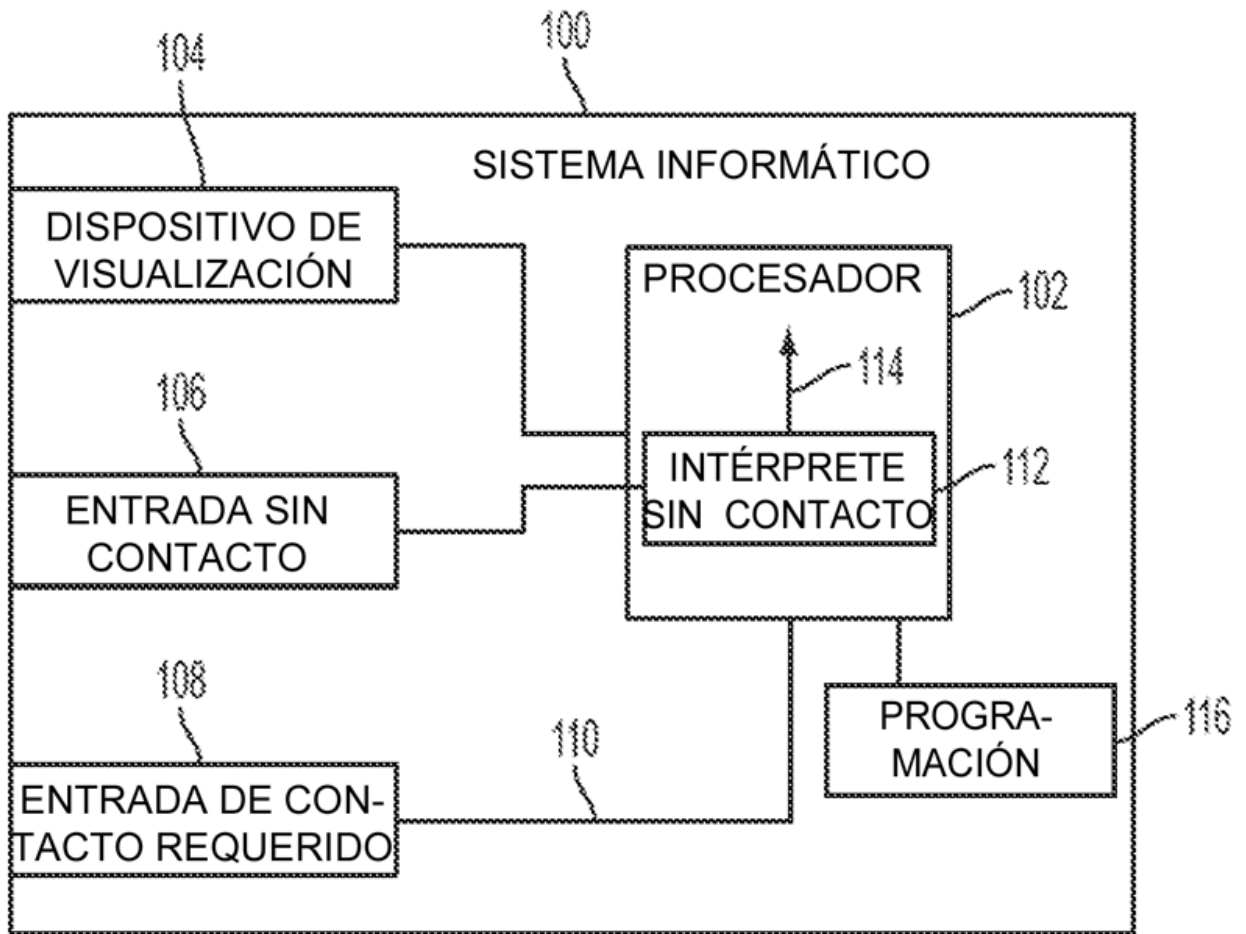 100
104
SISTEMA INFORMÁTICO
DISPOSITIVO DE
VISUALIZACIÓN
PROCESADOR
102
114
106
INTÉRPRETE
SIN CONTACTO
112
ENTRADA SIN
CONTACTO
108
110
PROGRA-
MACIÓN
116
ENTRADA DE CON-
TACTO REQUERIDO